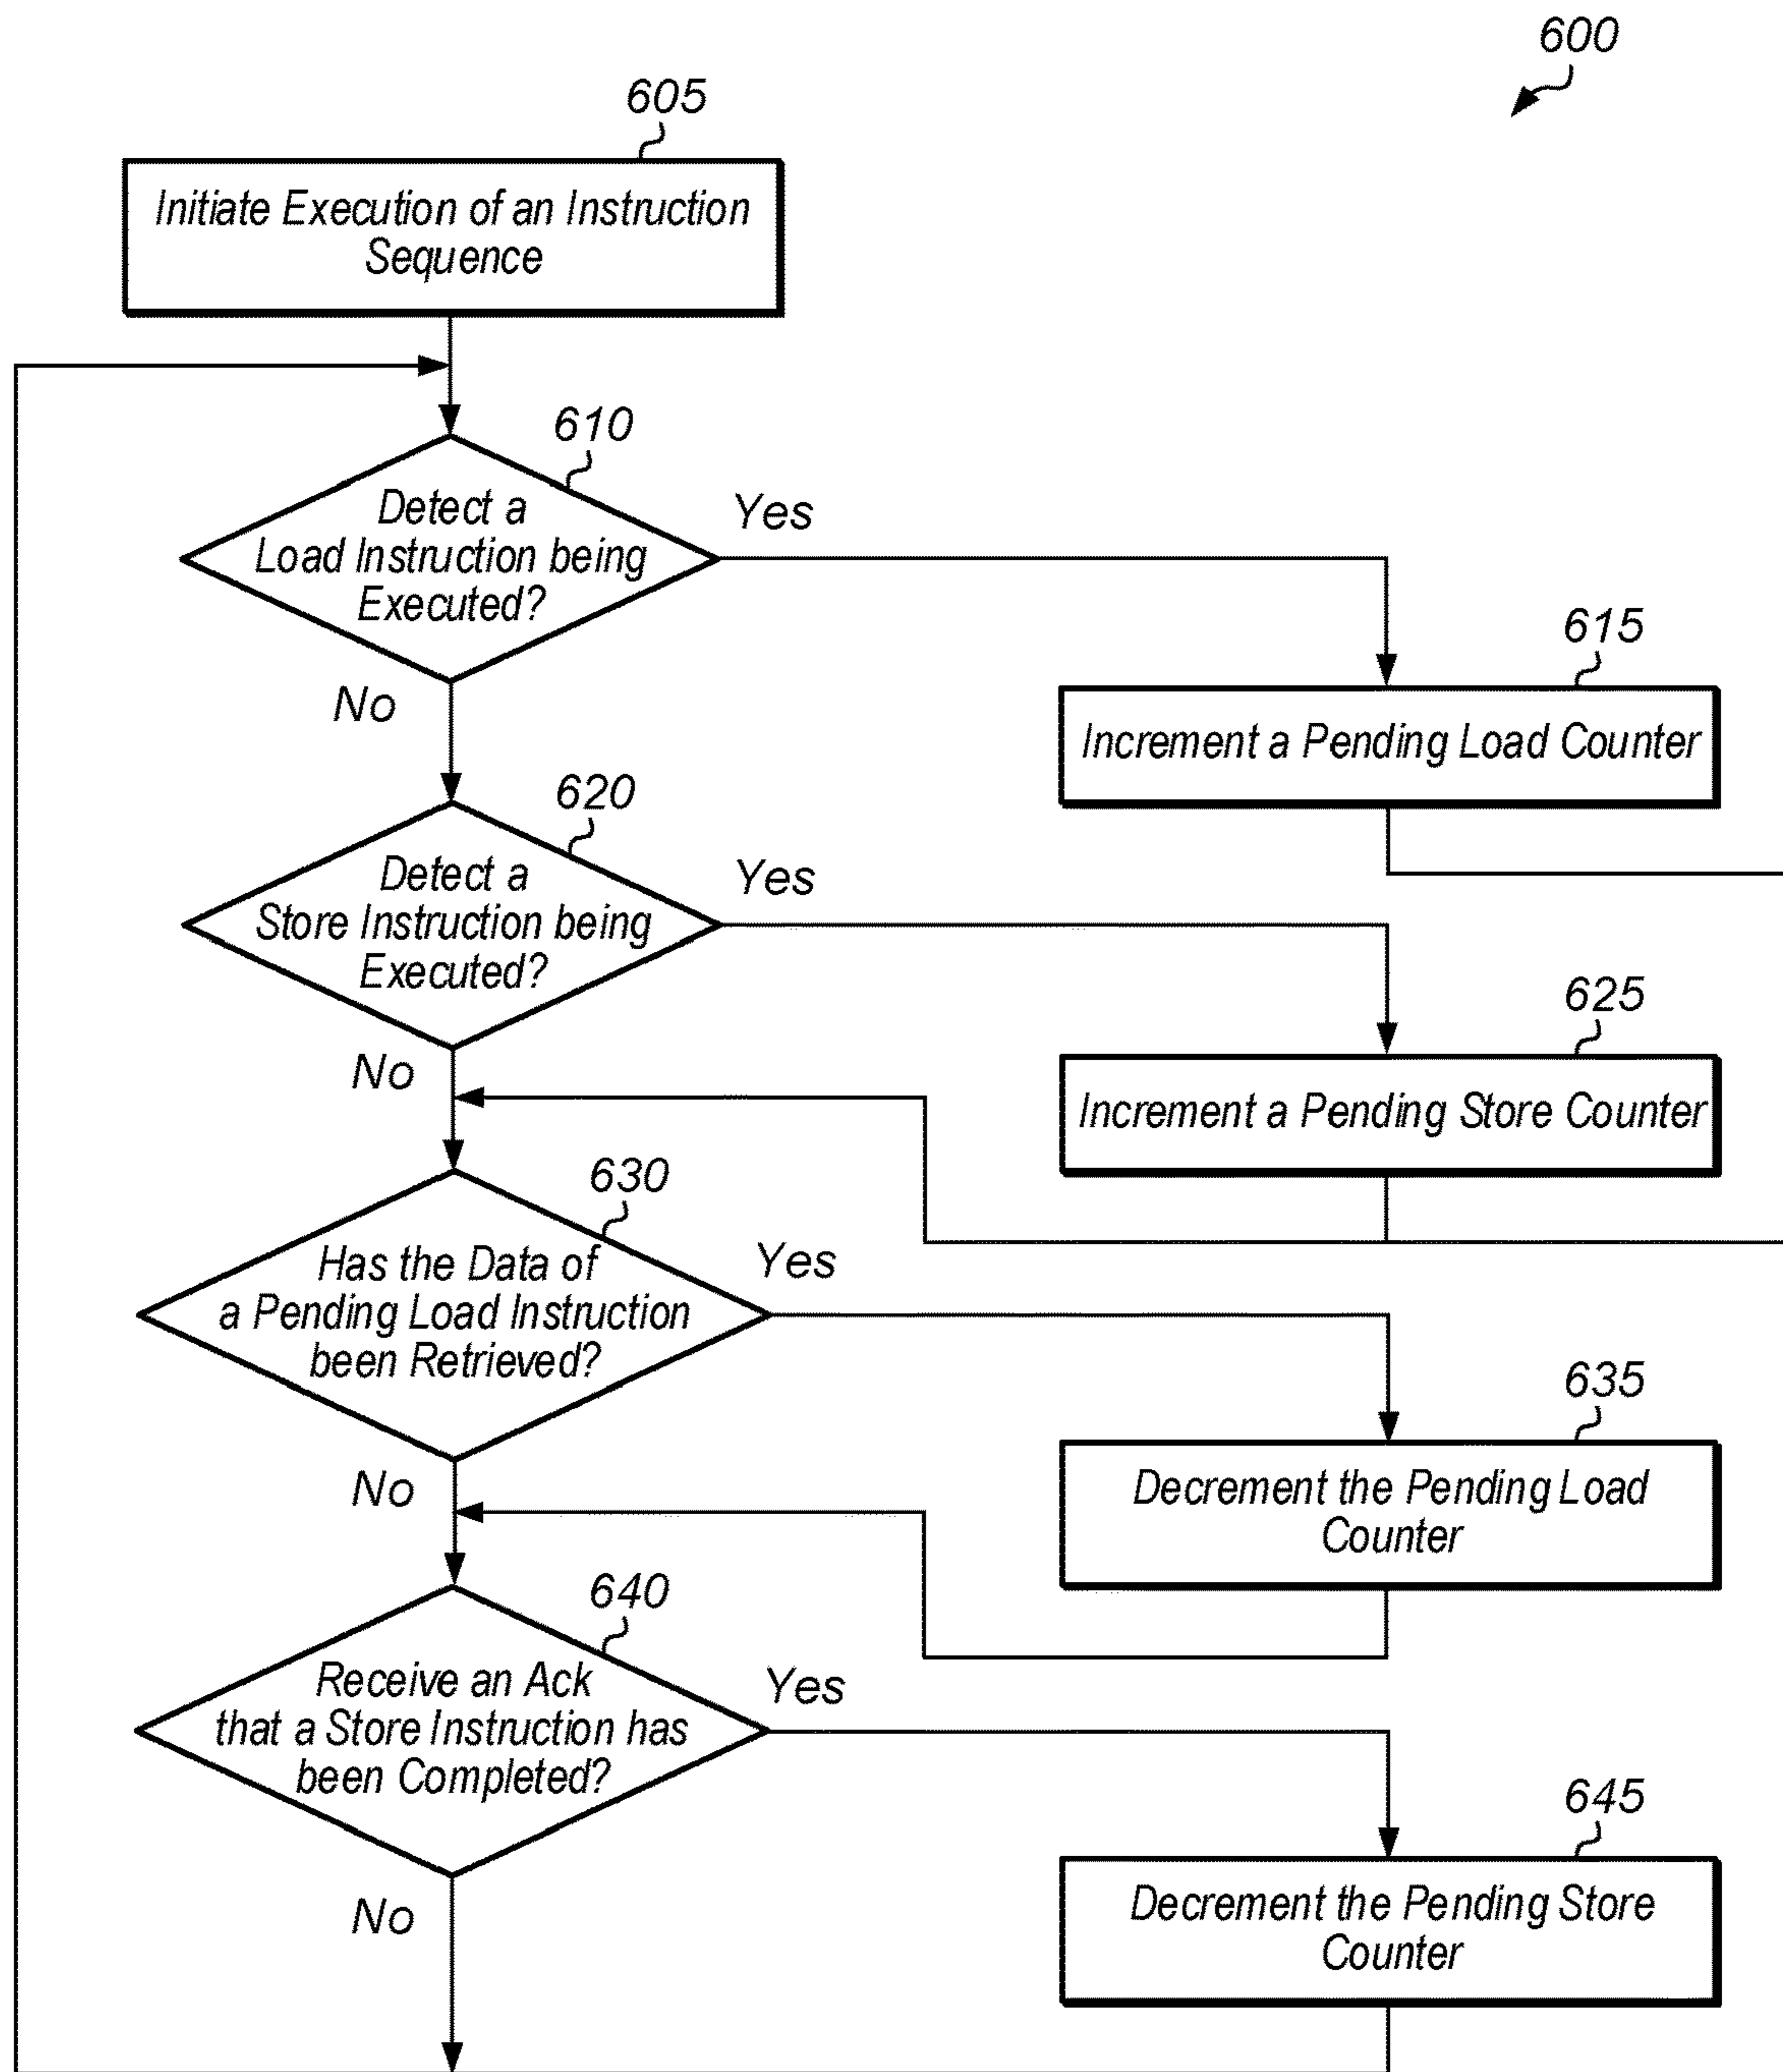 600
605
Initiate Execution of an Instruction
Sequence
610
Detect a
Load Instruction being
Executed?
Yes
No
615
Increment a Pending Load Counter
620
Detect a
Store Instruction being
Executed?
Yes
No
625
Increment a Pending Store Counter
630
Has the Data of
a Pending Load Instruction
been Retrieved?
Yes
No
635
Decrement the Pending Load
Counter
640
Receive an Ack
that a Store Instruction has
been Completed?
Yes
No
645
Decrement the Pending Store
Counter